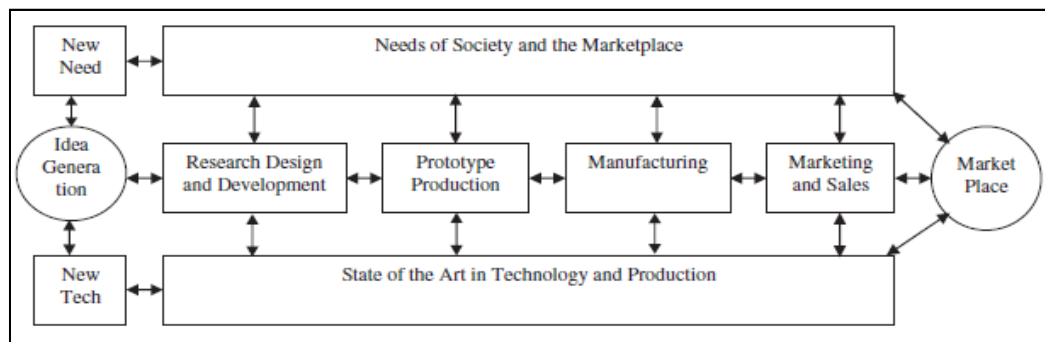 New
Need
Needs of Society and the Marketplace
Idea
Genera
tion
Research Design
and Development
Prototype
Production
Manufacturing
Marketing
and Sales
Market
Place
New
Tech
State of the Art in Technology and Production